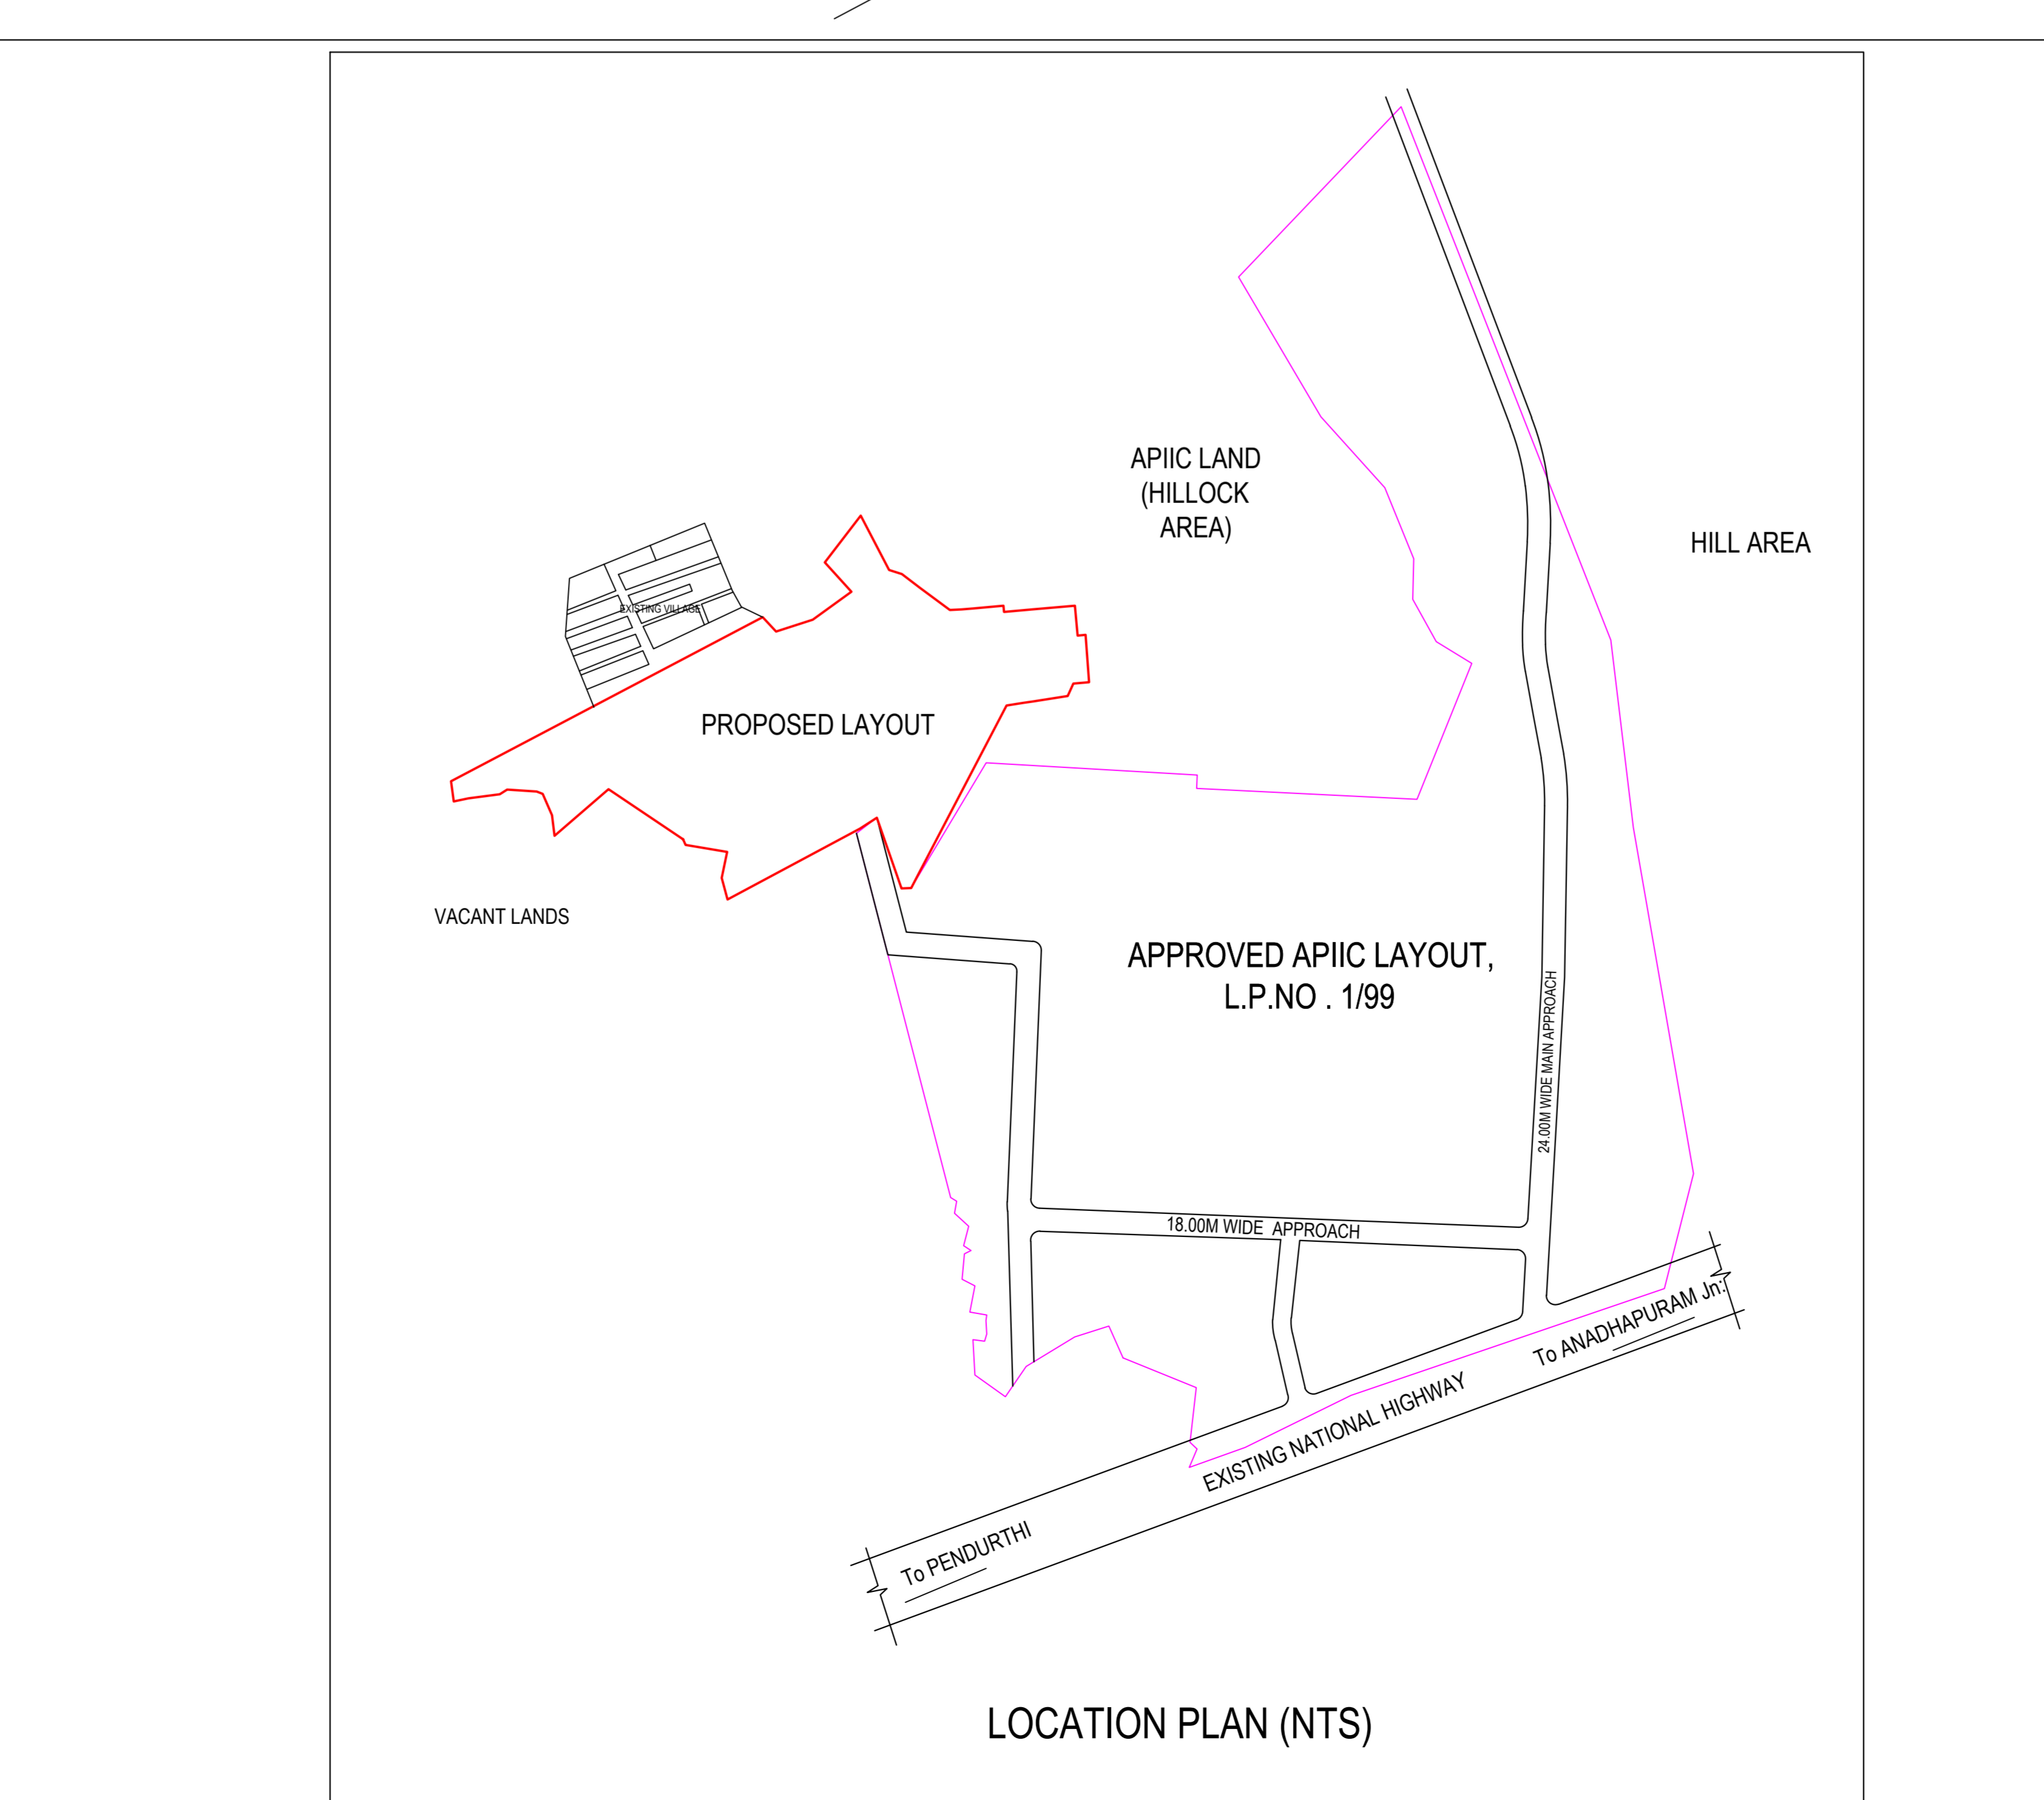 APIIC LAND
(HILLOCK
AREA)
HILL AREA
EXISTING VILLAGE
PROPOSED LAYOUT
VACANT LANDS
APPROVED APIIC LAYOUT,
L.P.NO . 1/99
24.00M WIDE MAIN APPROACH
18.00M WIDE APPROACH
To ANADHAPURAM Jn:
EXISTING NATIONAL HIGHWAY
To PENDURTHI
LOCATION PLAN (NTS)